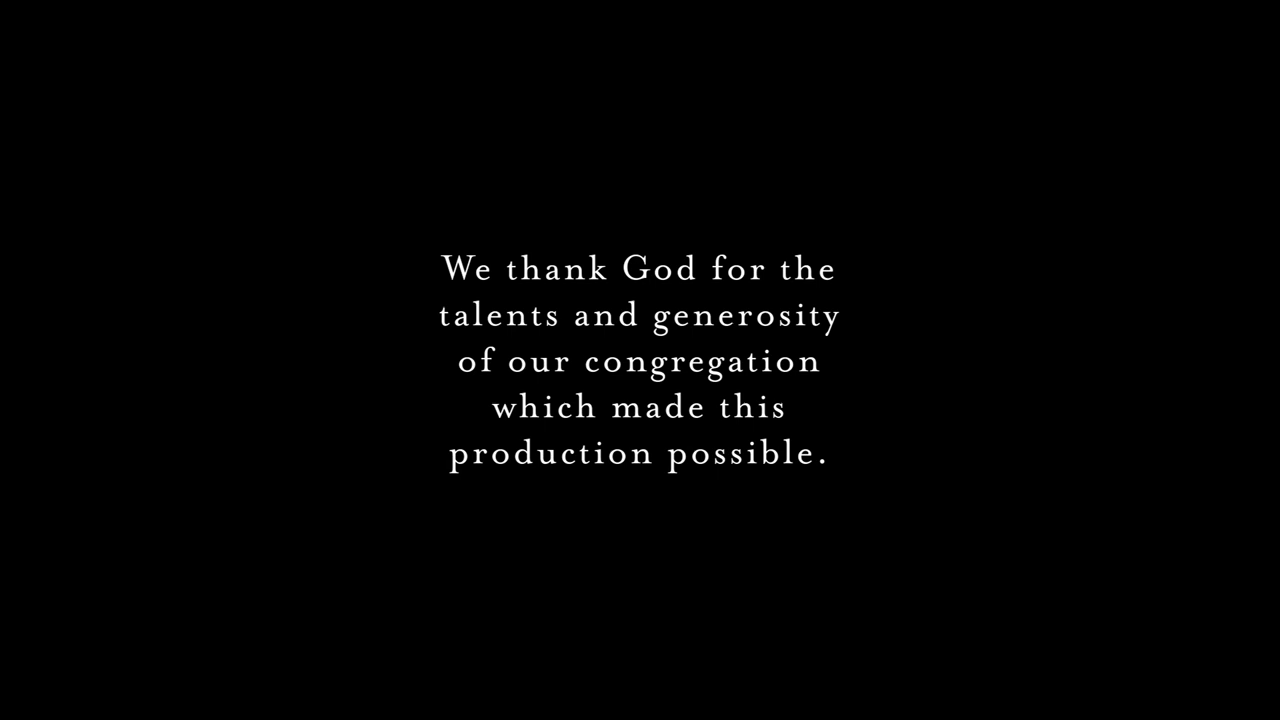 We thank God for the
talents and generosity
of our congregation
which made this
production possible.